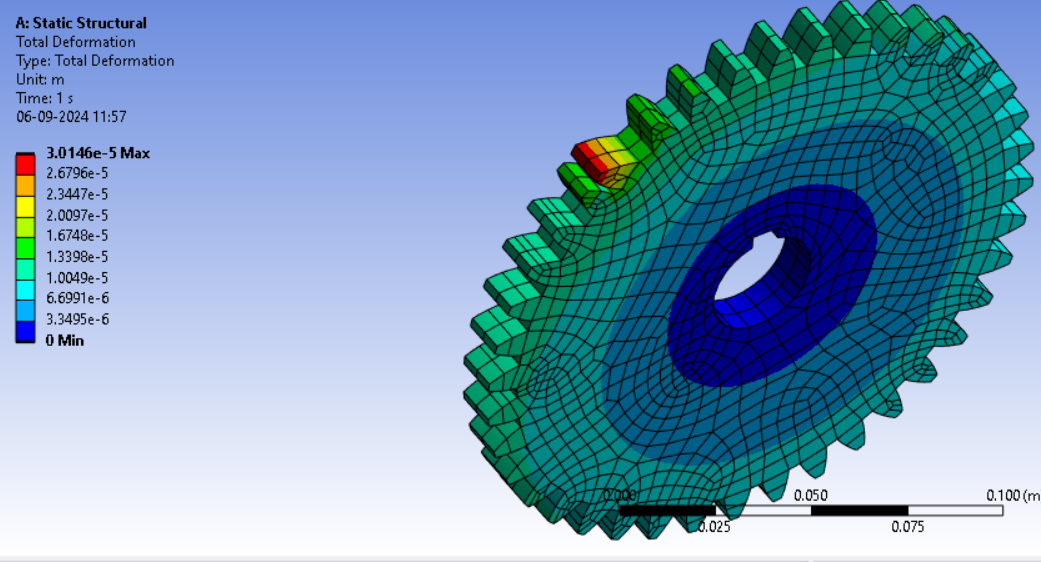 A: Static Structural
Total Deformation
Type: Total Deformation
Unit: m
Time: 1 s
06-09-2024 11:57
3.0146e-5 Max
2.6796e-5
2.3447e-5
2.0097e-5
1.6748e-5
1.3398e-5
1.0049e-5
6.6991e-6
3.3495e-6
0 Min
0.000 0.050 0.100 (m
0.025 0.075